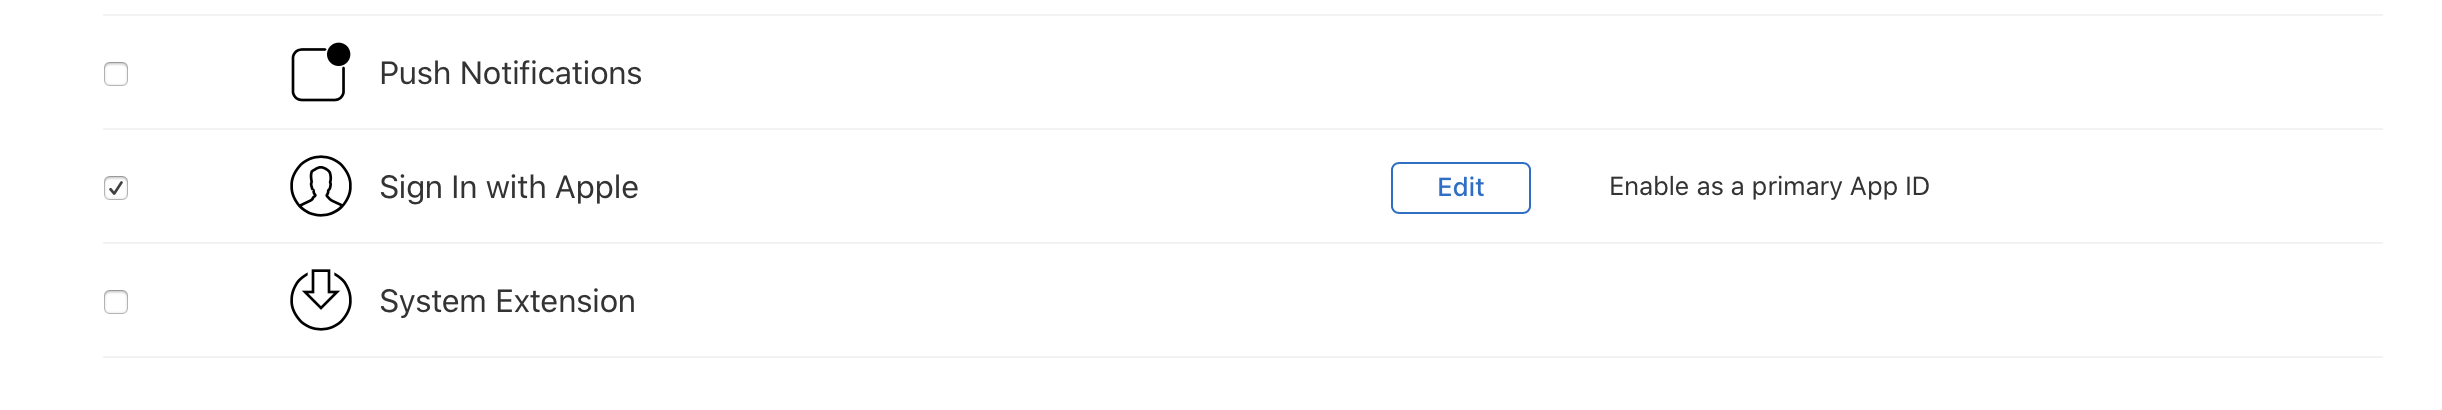 Push Notifications
Sign In with Apple Edit Enable as a primary App ID
System Extension